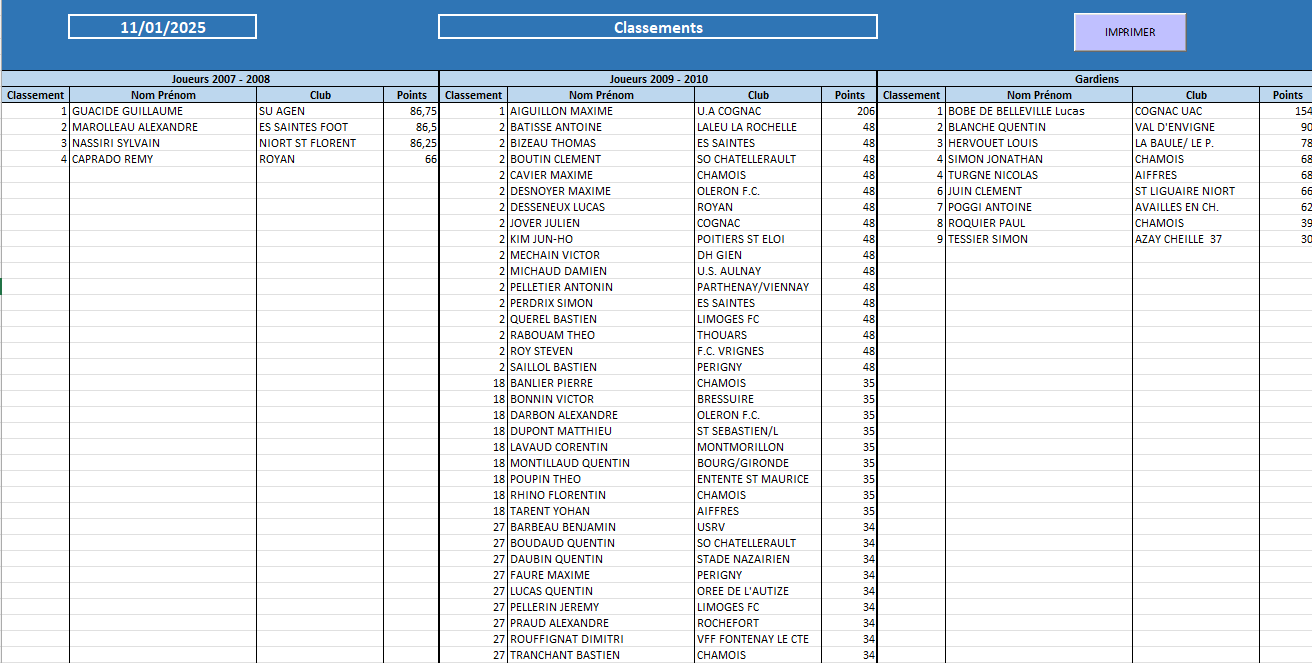 11/01/2025 Classements IMPRIMER
Joueurs 2007 - 2008 Joueurs 2009 - 2010 Gardiens
Classement Nom Prénom Club Points Classement Nom Prénom Club Points Classement Nom Prénom Club Points
1 GUACIDE GUILLAUME SU AGEN 86,75 1 AIGUILLON MAXIME U.A COGNAC 206 1 BOBE DE BELLEVILLE Lucas COGNAC UAC 154
2 MAROLLEAU ALEXANDRE ES SAINTES FOOT 86,5 2 BATISSE ANTOINE LALEU LA ROCHELLE 48 2 BLANCHE QUENTIN VAL D'ENVIGNE 90
3 NASSIRI SYLVAIN NIORT ST FLORENT 86,25 2 BIZEAU THOMAS ES SAINTES 48 3 HERVOUET LOUIS LA BAULE/ LE P. 78
4 CAPRADO REMY ROYAN 66 2 BOUTIN CLEMENT SO CHATELLERAULT 48 4 SIMON JONATHAN CHAMOIS 68
2 CAVIER MAXIME CHAMOIS 48 4 TURGNE NICOLAS AIFFRES 68
2 DESNOYER MAXIME OLERON F.C. 48 6 JUIN CLEMENT ST LIGUAIRE NIORT 66
2 DESSENEUX LUCAS ROYAN 48 7 POGGI ANTOINE AVAILLES EN CH. 62
2 JOVER JULIEN COGNAC 48 8 ROQUIER PAUL CHAMOIS 39
2 KIM JUN-HO POITIERS ST ELOI 48 9 TESSIER SIMON AZAY CHEILLE 37 30
2 MECHAIN VICTOR DH GIEN 48
2 MICHAUD DAMIEN U.S. AULNAY 48
2 PELLETIER ANTONIN PARTHENAY/VIENNAY 48
2 PERDRIX SIMON ES SAINTES 48
2 QUEREL BASTIEN LIMOGES FC 48
2 RABOUAM THEO THOUARS 48
2 ROY STEVEN F.C. VRIGNES 48
2 SAILLOL BASTIEN PERIGNY 48
18 BANLIER PIERRE CHAMOIS 35
18 BONNIN VICTOR BRESSUIRE 35
18 DARBON ALEXANDRE OLERON F.C. 35
18 DUPONT MATTHIEU ST SEBASTIEN/L 35
18 LAVAUD CORENTIN MONTMORILLON 35
18 MONTILLAUD QUENTIN BOURG/GIRONDE 35
18 POUPIN THEO ENTENTE ST MAURICE 35
18 RHINO FLORENTIN CHAMOIS 35
18 TARENT YOHAN AIFFRES 35
27 BARBEAU BENJAMIN USRV 34
27 BOUDAUD QUENTIN SO CHATELLERAULT 34
27 DAUBIN QUENTIN STADE NAZAIRIEN 34
27 FAURE MAXIME PERIGNY 34
27 LUCAS QUENTIN OREE DE L'AUTIZE 34
27 PELLERIN JEREMY LIMOGES FC 34
27 PRAUD ALEXANDRE ROCHEFORT 34
27 ROUFFIGNAT DIMITRI VFF FONTENAY LE CTE 34
27 TRANCHANT BASTIEN CHAMOIS 34